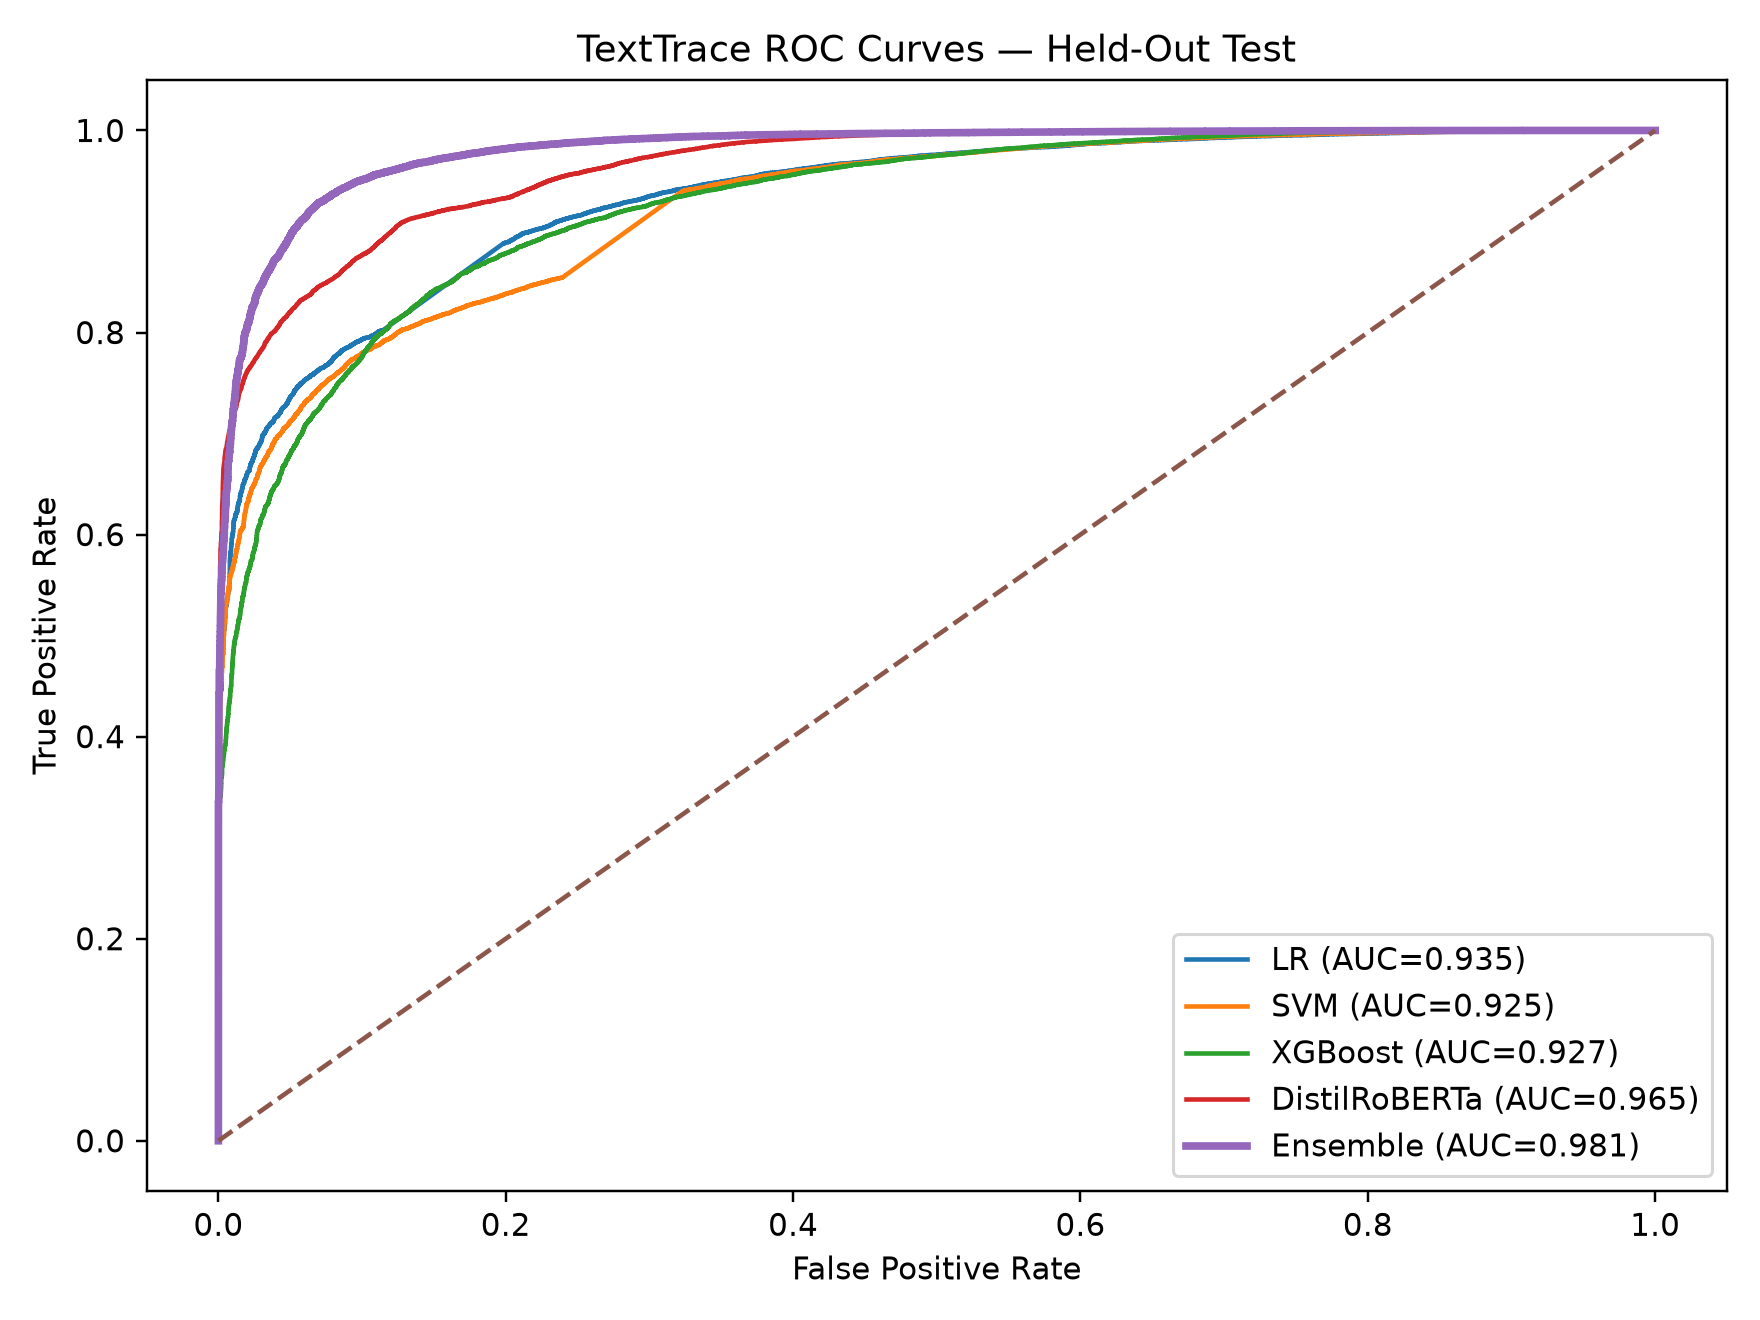 TextTrace ROC Curves — Held-Out Test
True Positive Rate
1.0
0.8
0.6
0.4
0.2
0.0
LR (AUC=0.935)
SVM (AUC=0.925)
XGBoost (AUC=0.927)
DistilRoBERTa (AUC=0.965)
Ensemble (AUC=0.981)
0.0 0.2 0.4 0.6 0.8 1.0
False Positive Rate